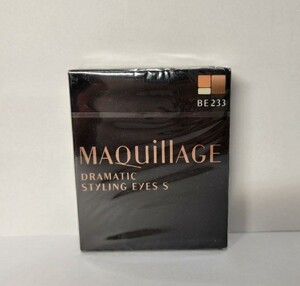 BE233
MAQuillAGE
DRAMATIC
STYLING EYES S